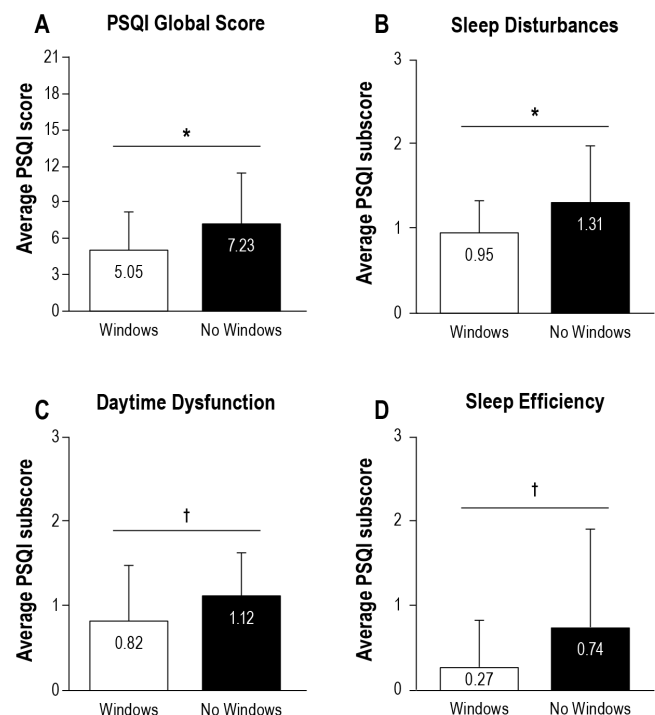 A
PSQI Global Score
Average PSQI score
21
18
15
12
9
6
3
0
*
5.05
7.23
Windows
No Windows
B
Sleep Disturbances
Average PSQI subscore
3
2
1
0
*
0.95
1.31
Windows
No Windows
C
Daytime Dysfunction
Average PSQI subscore
3
2
1
0
†
0.82
1.12
Windows
No Windows
D
Sleep Efficiency
Average PSQI subscore
3
2
1
0
†
0.27
0.74
Windows
No Windows